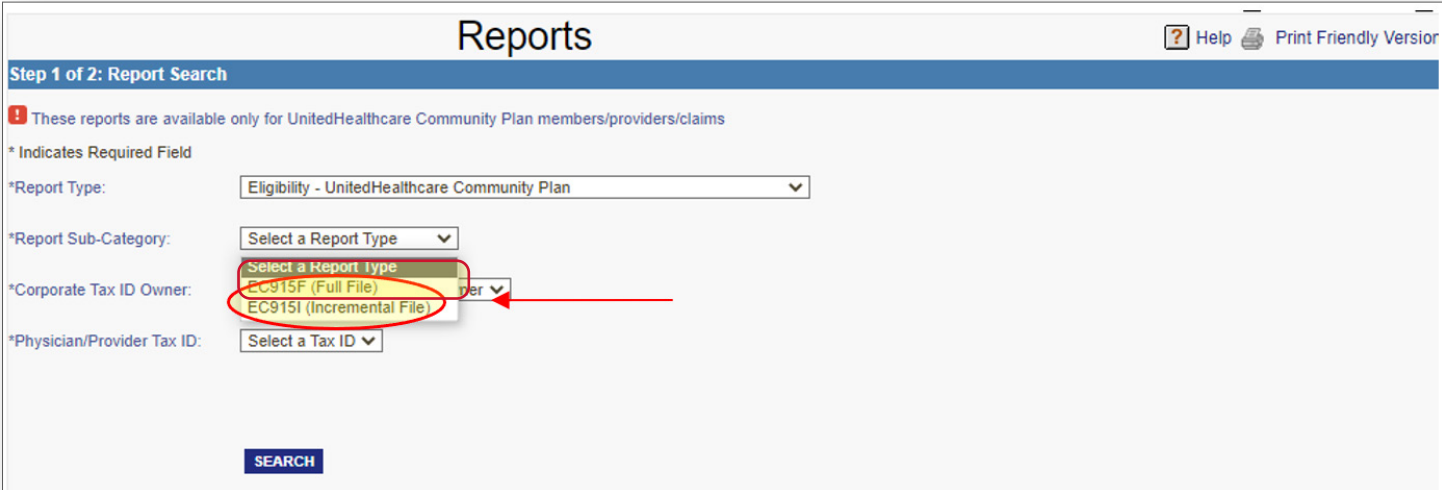 Reports
? Help Print Friendly Version
Step 1 of 2: Report Search
! These reports are available only for UnitedHealthcare Community Plan members/providers/claims
* Indicates Required Field
*Report Type: Eligibility - UnitedHealthcare Community Plan
*Report Sub-Category: Select a Report Type
Select a Report Type
EC915F (Full File)
*Corporate Tax ID Owner:
EC915I (Incremental File)
*Physician/Provider Tax ID: Select a Tax ID
SEARCH